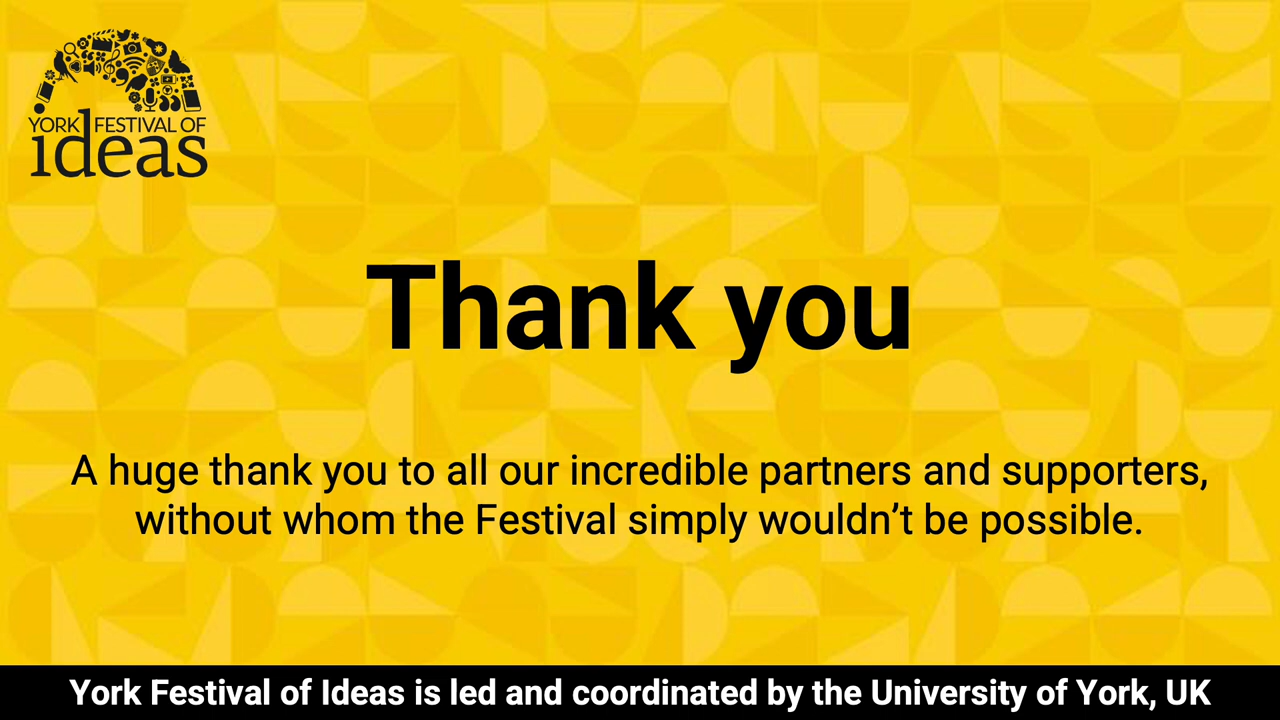 YORK FESTIVAL OF
ideas
Thank you
A huge thank you to all our incredible partners and supporters,
without whom the Festival simply wouldn’t be possible.
York Festival of Ideas is led and coordinated by the University of York, UK